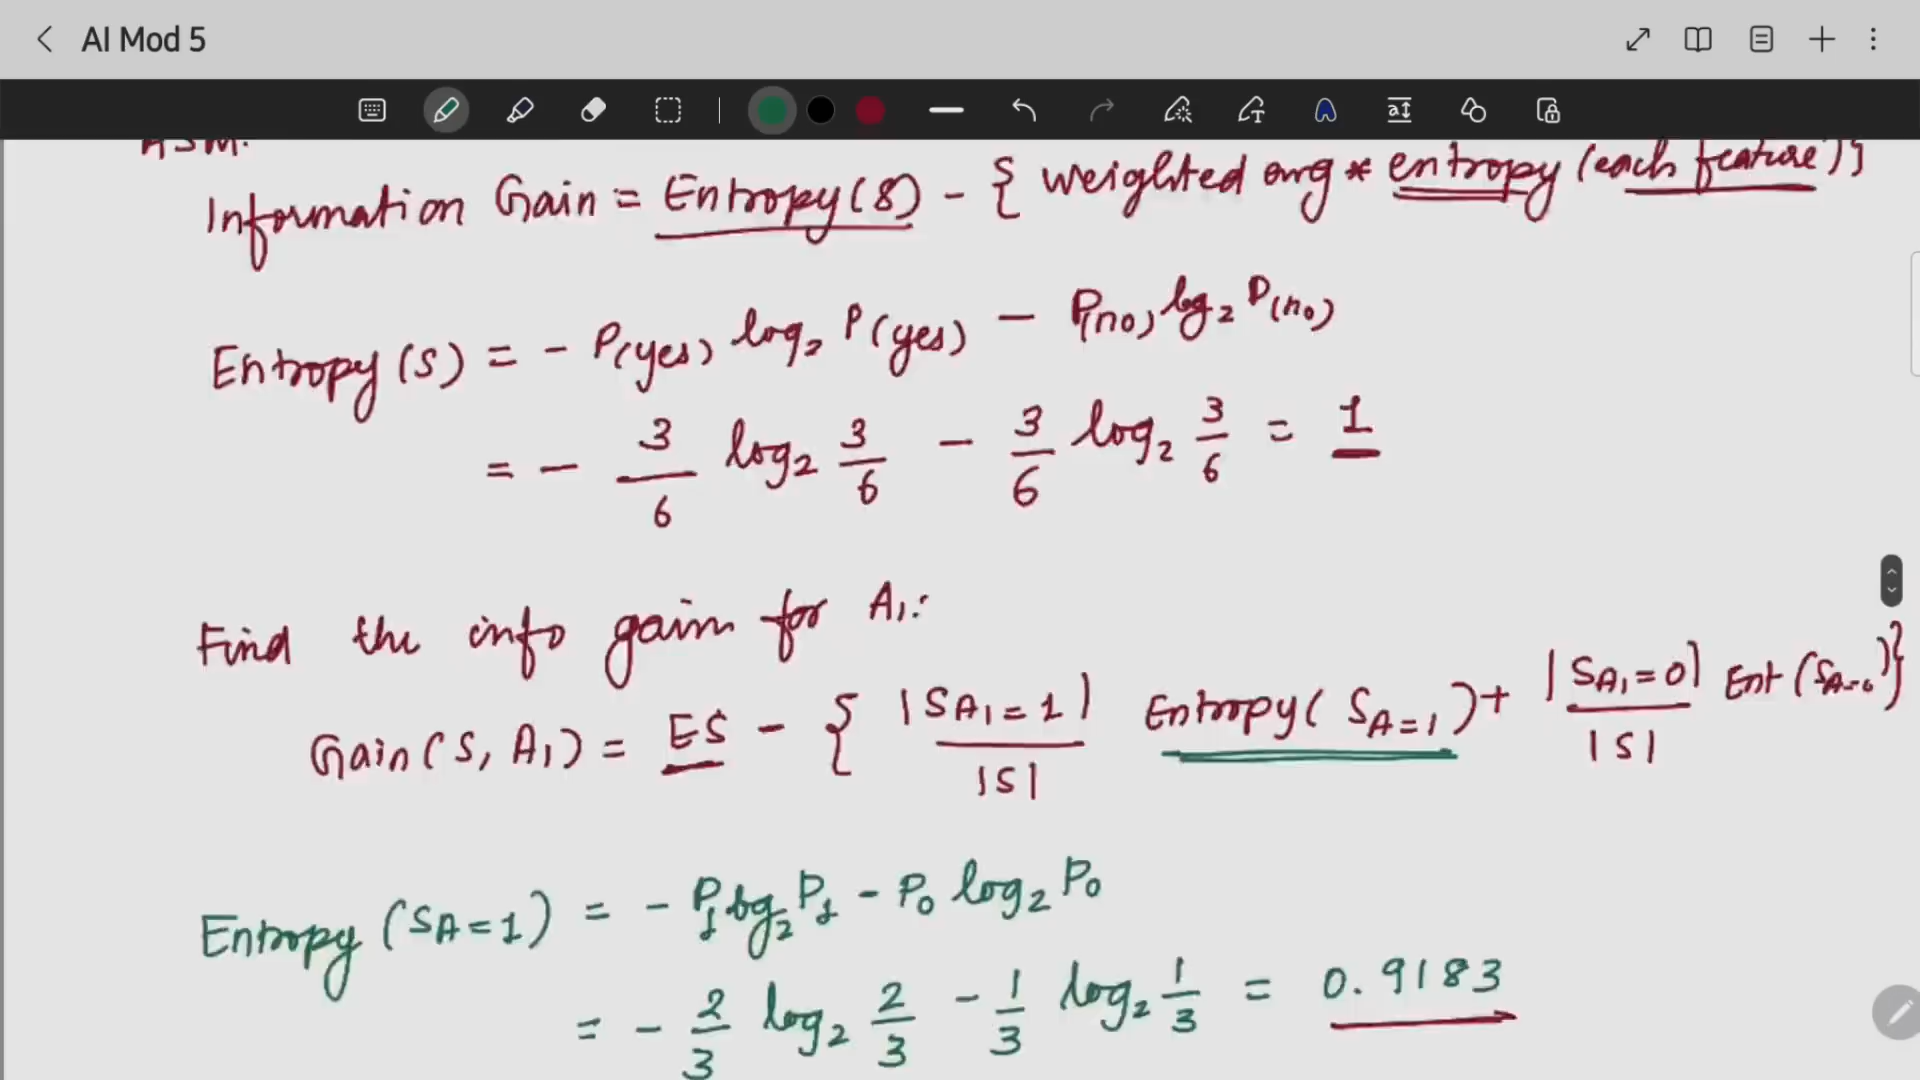 AI Mod 5
ASM:
Information Gain = Entropy(S) - { weighted avg * entropy (each feature)}
Entropy (S) = - P(yes) log₂ P(yes) - P(no) log₂ P(no)
= - 3/6 log₂ 3/6 - 3/6 log₂ 3/6 = 1
Find the info gain for A₁:
Gain(S, A₁) = ES - { |SA₁=1|/|S| Entropy(SA=1) + |SA₁=0|/|S| Ent(SA=0)}
Entropy (SA=1) = - P₁ log₂ P₁ - P₀ log₂ P₀
= - 2/3 log₂ 2/3 - 1/3 log₂ 1/3 = 0.9183